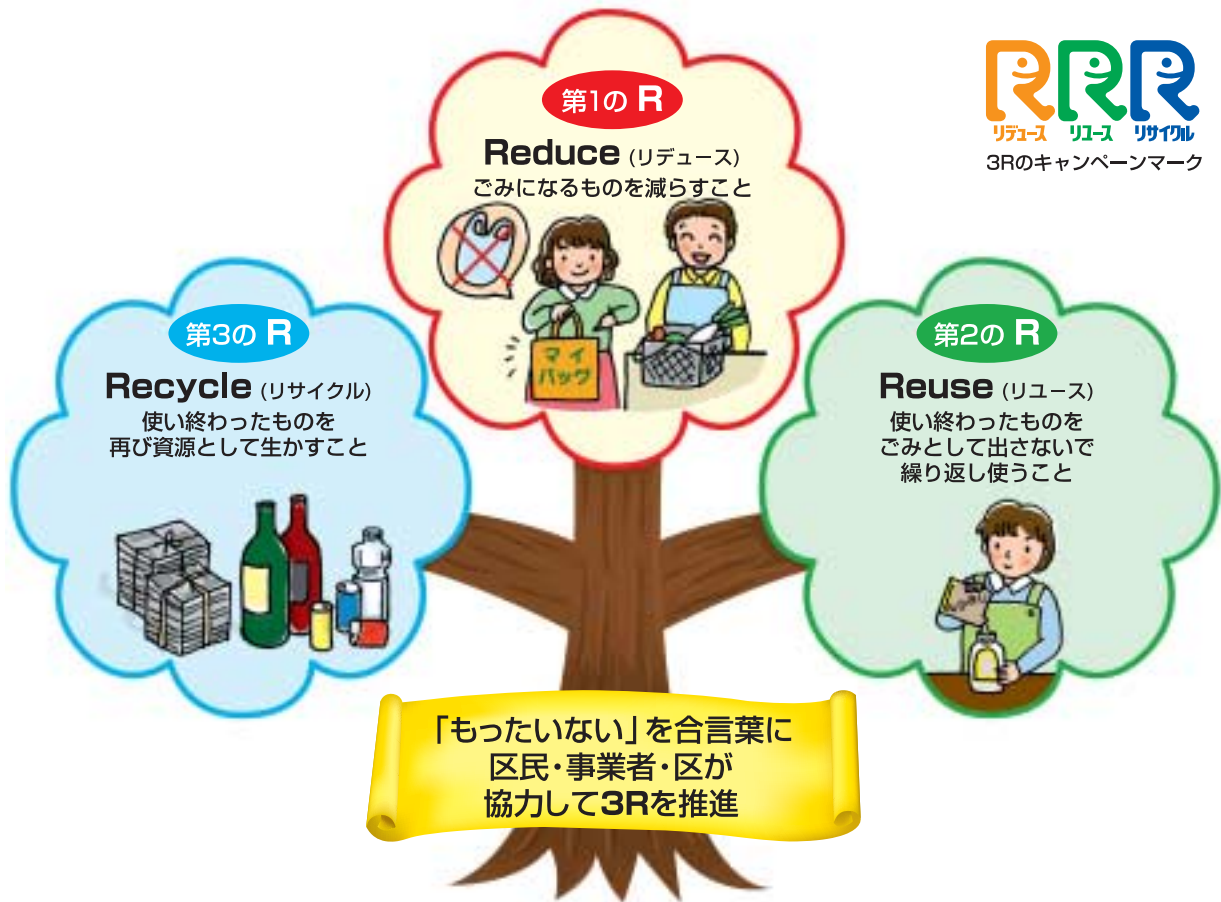 第1の R
Reduce (リデュース)
ごみになるものを減らすこと
マイ
バッグ
RRR
リデュース リユース リサイクル
3Rのキャンペーンマーク
第3の R
Recycle (リサイクル)
使い終わったものを
再び資源として生かすこと
第2の R
Reuse (リユース)
使い終わったものを
ごみとして出さないで
繰り返し使うこと
「もったいない」を合言葉に
区民・事業者・区が
協力して3Rを推進